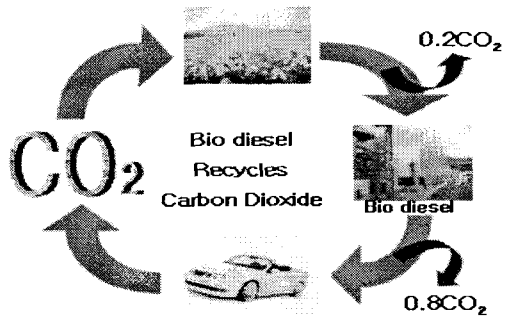 0.2CO₂
CO₂
Bio diesel
Recycles
Carbon Dioxide
Bio diesel
0.8CO₂